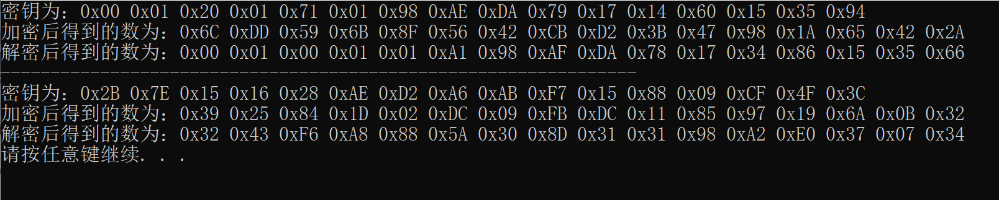 密钥为：0x00 0x01 0x20 0x01 0x71 0x01 0x98 0xAE 0xDA 0x79 0x17 0x14 0x60 0x15 0x35 0x94
加密后得到的数为：0x6C 0xDD 0x59 0x6B 0x8F 0x56 0x42 0xCB 0xD2 0x3B 0x47 0x98 0x1A 0x65 0x42 0x2A
解密后得到的数为：0x00 0x01 0x00 0x01 0x01 0xA1 0x98 0xAF 0xDA 0x78 0x17 0x34 0x86 0x15 0x35 0x66
----------------------------------------------------------------
密钥为：0x2B 0x7E 0x15 0x16 0x28 0xAE 0xD2 0xA6 0xAB 0xF7 0x15 0x88 0x09 0xCF 0x4F 0x3C
加密后得到的数为：0x39 0x25 0x84 0x1D 0x02 0xDC 0x09 0xFB 0xDC 0x11 0x85 0x97 0x19 0x6A 0x0B 0x32
解密后得到的数为：0x32 0x43 0xF6 0xA8 0x88 0x5A 0x30 0x8D 0x31 0x31 0x98 0xA2 0xE0 0x37 0x07 0x34
请按任意键继续. . .